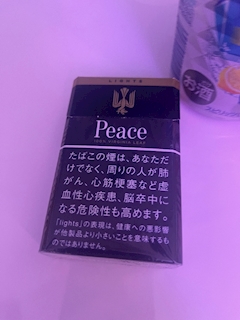 LIGHTS
Peace
100% VIRGINIA LEAF
たばこの煙は、あなただ
けでなく、周りの人が肺
がん、心筋梗塞など虚
血性心疾患、脳卒中に
なる危険性も高めます。
「lights」の表現は、健康への悪影響
が他製品より小さいことを意味するも
のではありません。
お酒